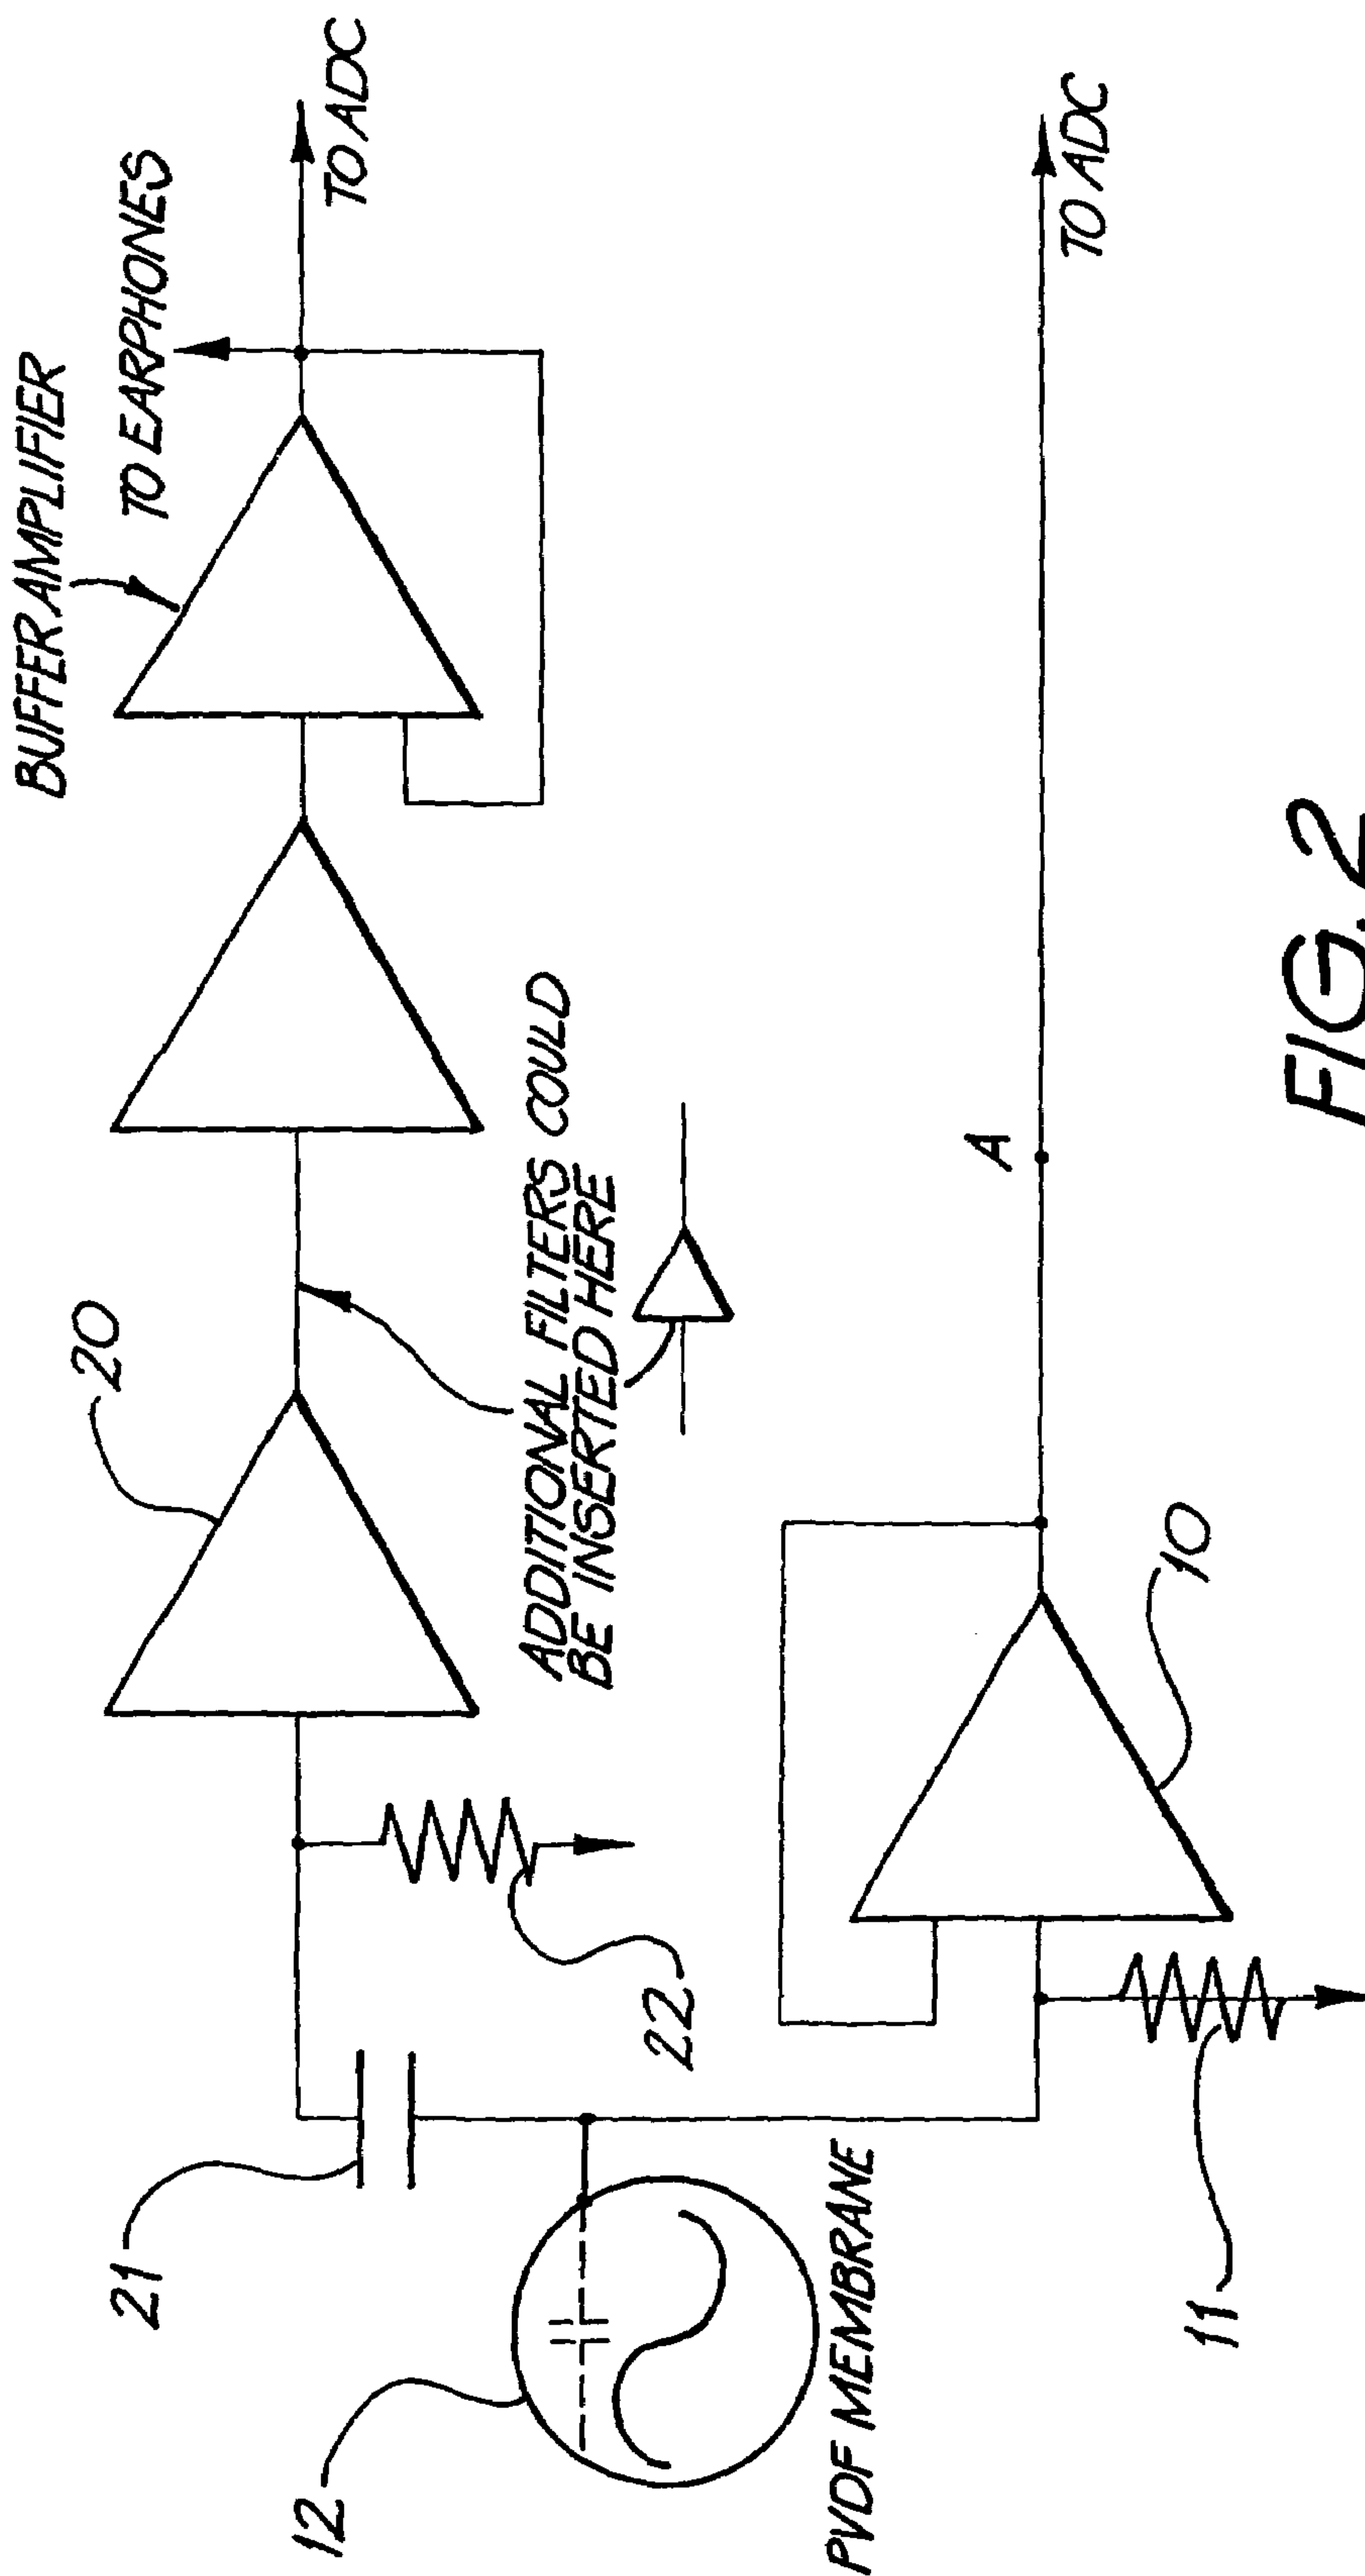 BUFFER AMPLIFIER
TO EARPHONES
TO ADC
20
21
22
ADDITIONAL FILTERS COULD
BE INSERTED HERE
12
PVDF MEMBRANE
A
TO ADC
10
11
FIG. 2